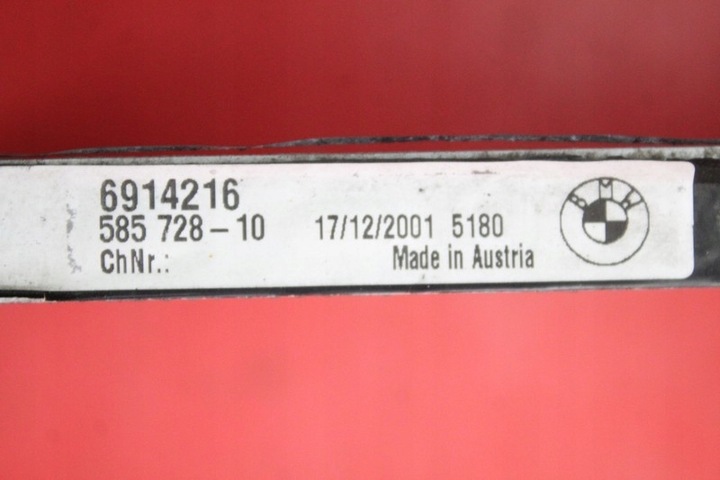 6914216
585 728-10 17/12/2001 5180
ChNr.: Made in Austria
BMW